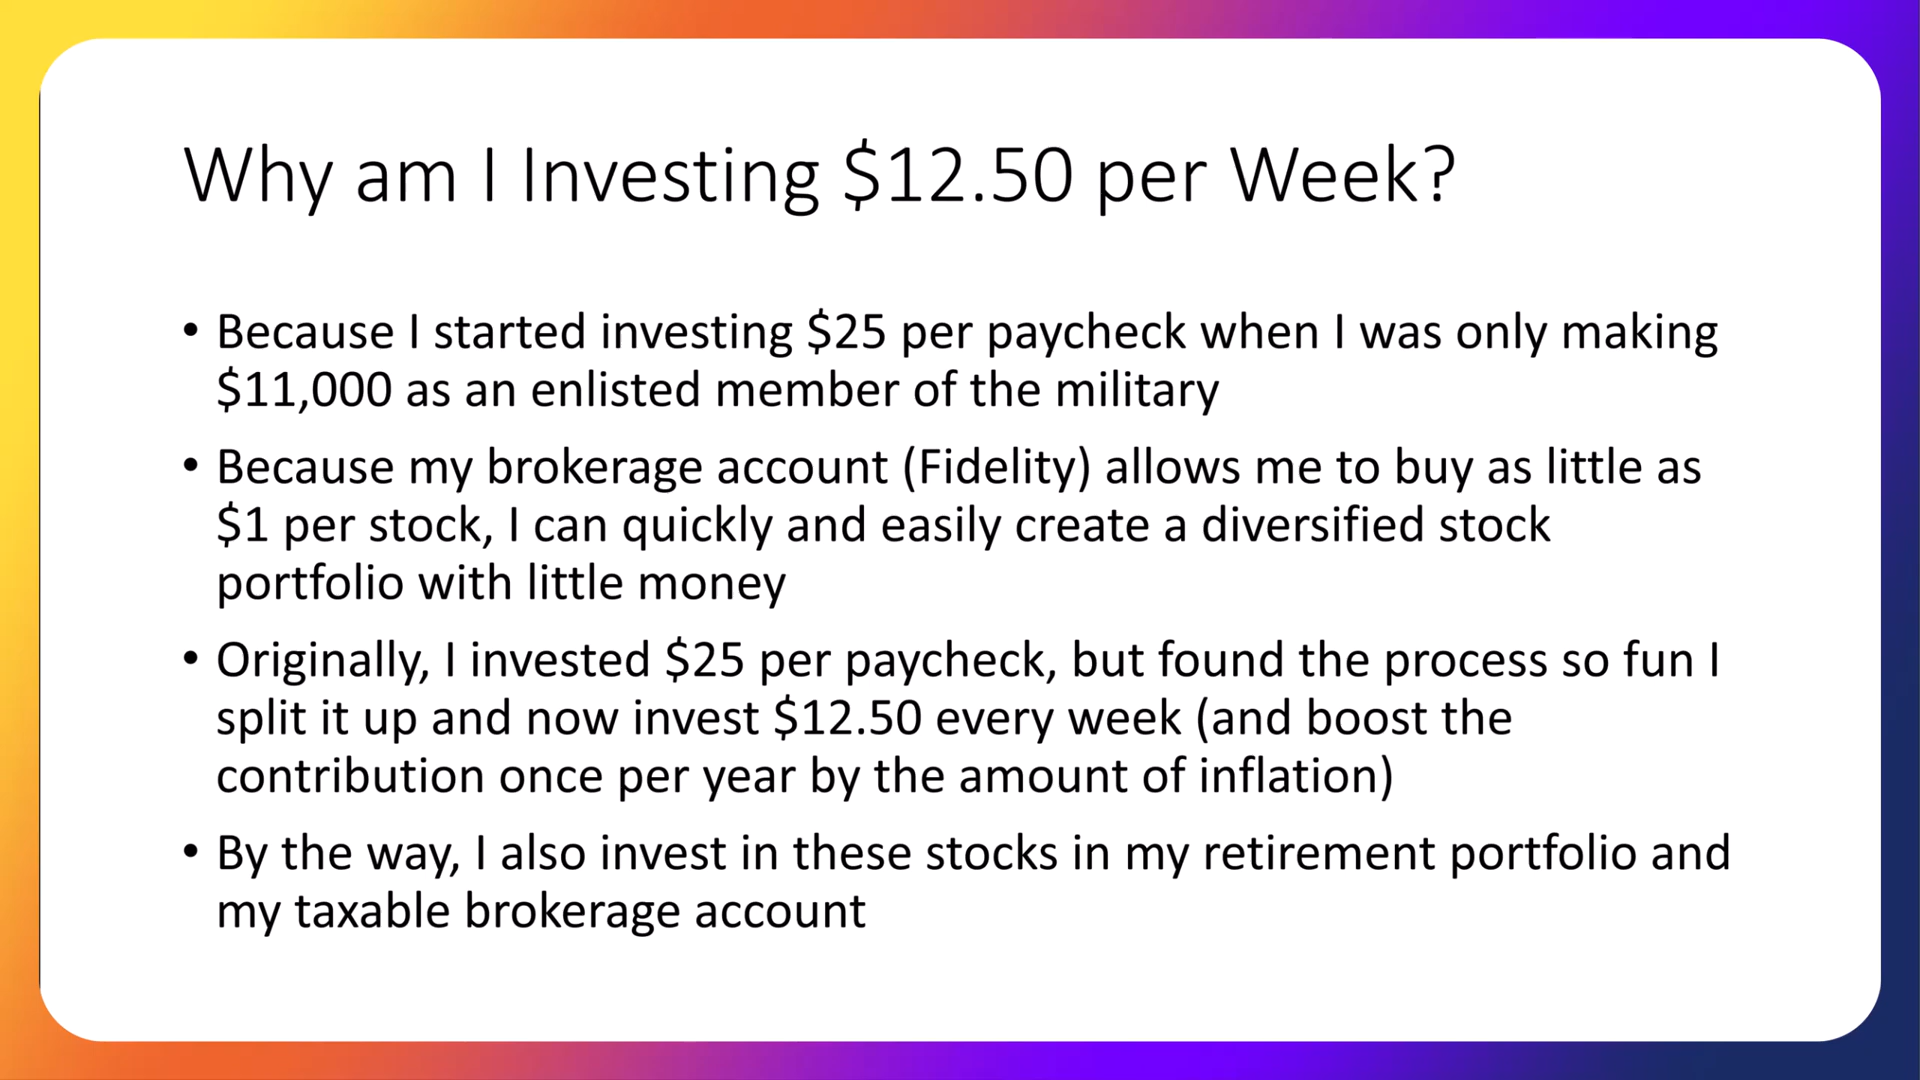 Why am I Investing $12.50 per Week?
• Because I started investing $25 per paycheck when I was only making
$11,000 as an enlisted member of the military
• Because my brokerage account (Fidelity) allows me to buy as little as
$1 per stock, I can quickly and easily create a diversified stock
portfolio with little money
• Originally, I invested $25 per paycheck, but found the process so fun I
split it up and now invest $12.50 every week (and boost the
contribution once per year by the amount of inflation)
• By the way, I also invest in these stocks in my retirement portfolio and
my taxable brokerage account